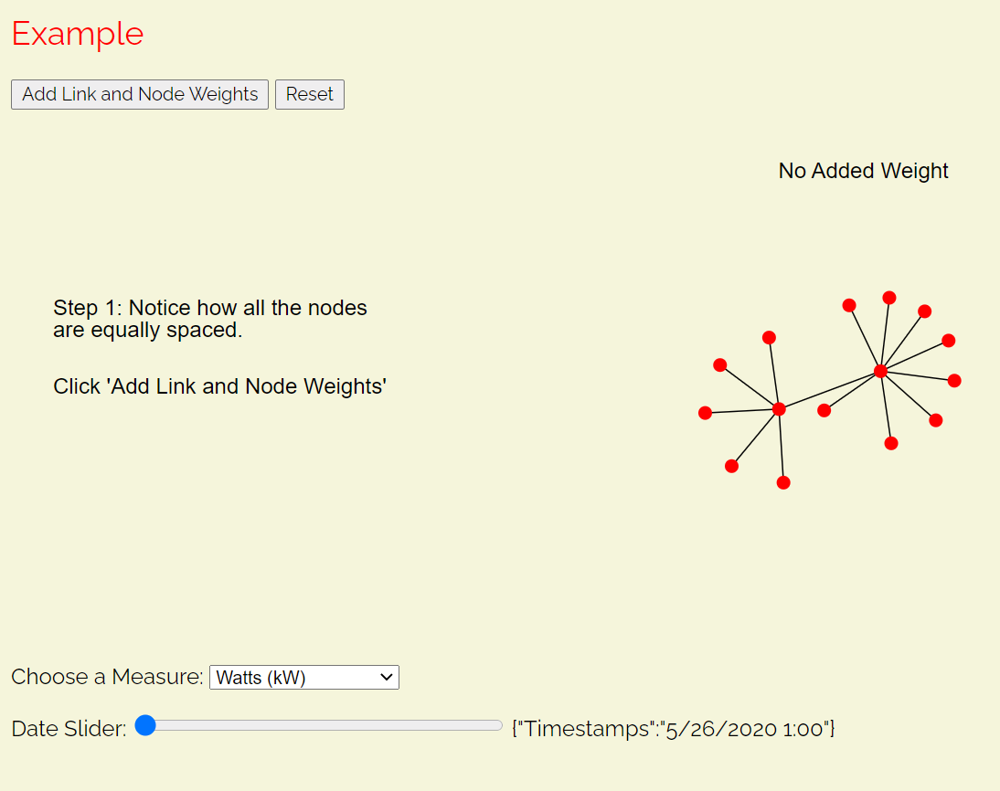 Example
Add Link and Node Weights Reset
No Added Weight
Step 1: Notice how all the nodes
are equally spaced.
Click 'Add Link and Node Weights'
Choose a Measure: Watts (kW)
Date Slider: {"Timestamps":"5/26/2020 1:00"}